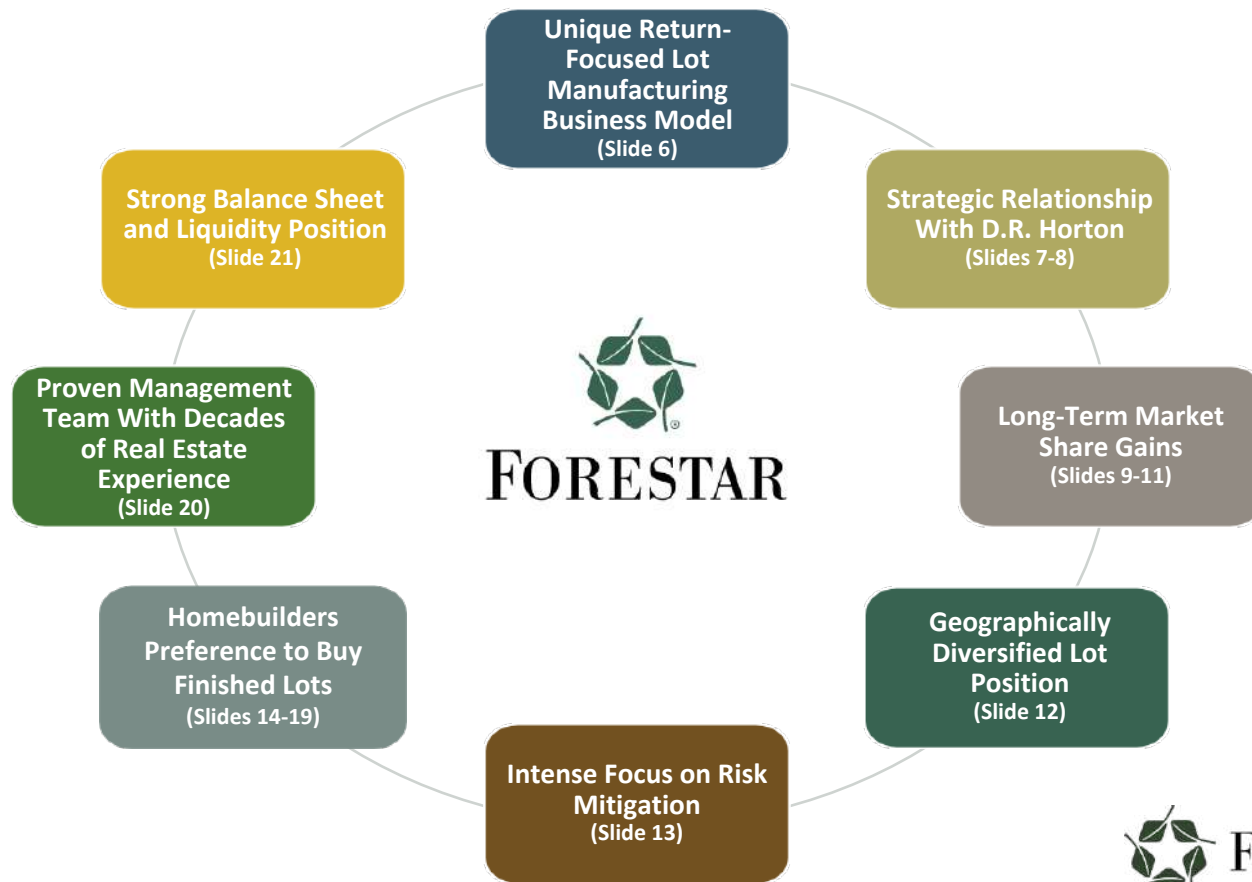 Unique Return-
Focused Lot
Manufacturing
Business Model
(Slide 6)
Strategic Relationship
With D.R. Horton
(Slides 7-8)
Long-Term Market
Share Gains
(Slides 9-11)
Geographically
Diversified Lot
Position
(Slide 12)
Intense Focus on Risk
Mitigation
(Slide 13)
Homebuilders
Preference to Buy
Finished Lots
(Slides 14-19)
Proven Management
Team With Decades
of Real Estate
Experience
(Slide 20)
Strong Balance Sheet
and Liquidity Position
(Slide 21)
®
FORESTAR
F